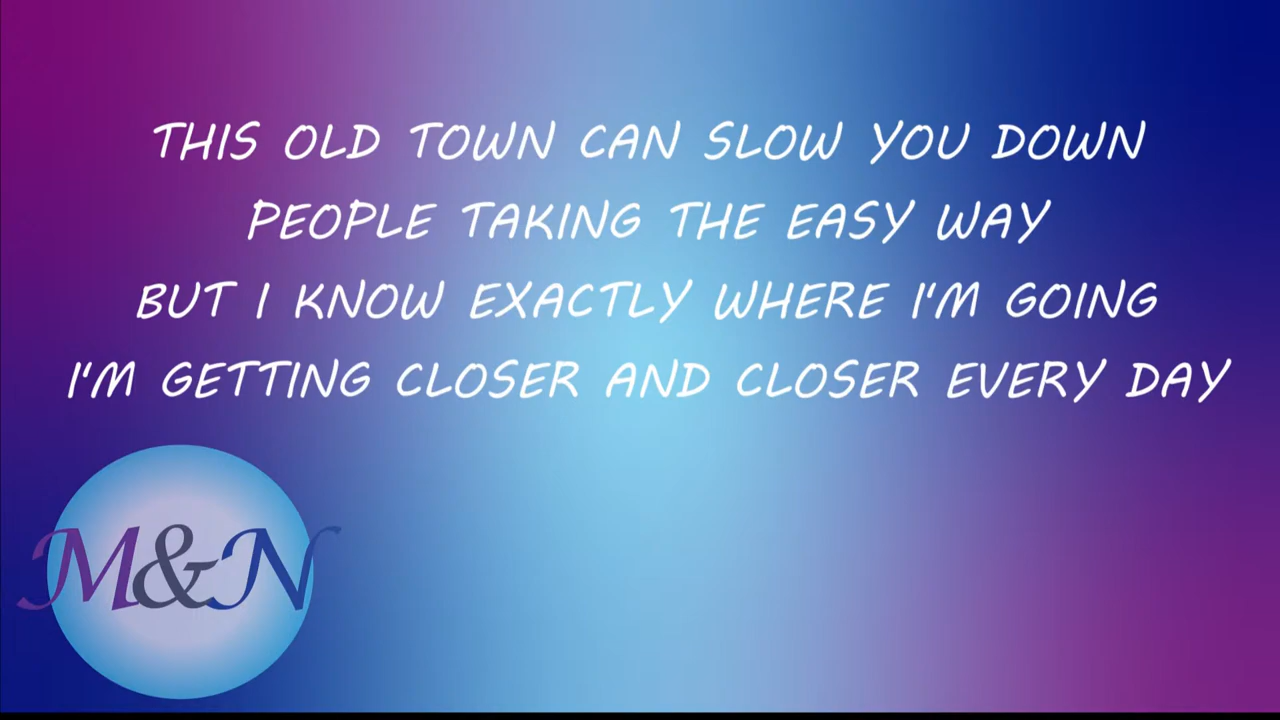 THIS OLD TOWN CAN SLOW YOU DOWN
PEOPLE TAKING THE EASY WAY
BUT I KNOW EXACTLY WHERE I'M GOING
I'M GETTING CLOSER AND CLOSER EVERY DAY
M&N